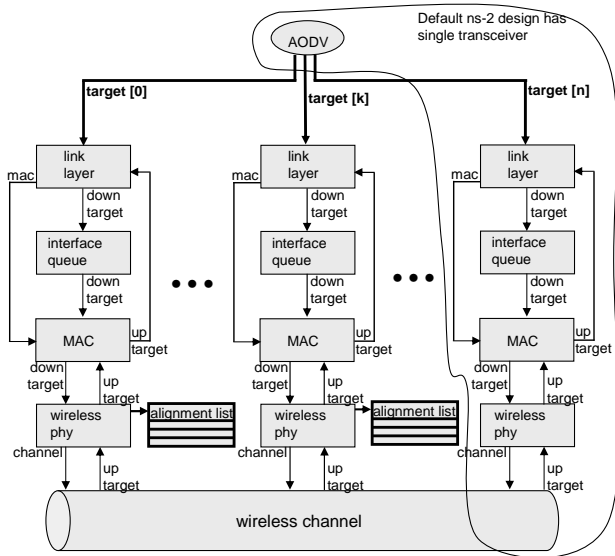 Default ns-2 design has
single transceiver
AODV
target [0]
target [k]
target [n]
mac
link
layer
mac
link
layer
mac
link
layer
down
target
down
target
down
target
interface
queue
interface
queue
interface
queue
down
target
down
target
down
target
MAC
up
target
MAC
up
target
MAC
up
target
down
target
up
target
down
target
up
target
down
target
up
target
wireless
phy
alignment list
wireless
phy
alignment list
wireless
phy
channel
up
target
channel
up
target
channel
up
target
wireless channel